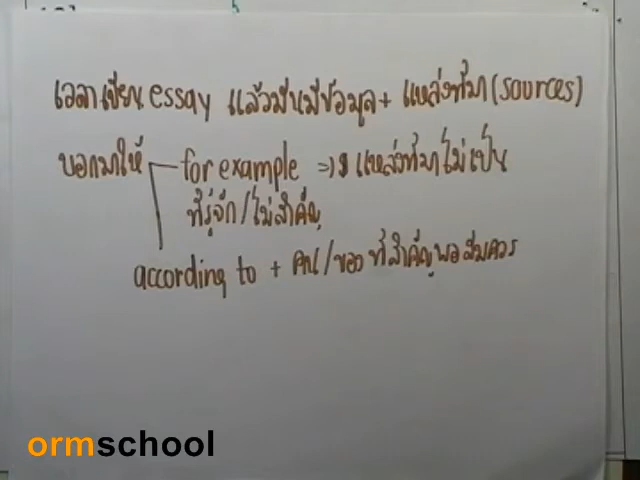 เวลาเขียน essay แล้วมันมีข้อมูล + แหล่งที่มา (sources)
บอกมาให้ for example => แหล่งที่มาไม่เป็น
ที่รู้จัก / ไม่สำคัญ
according to + คน / ของ ที่สำคัญพอสมควร
ormschool